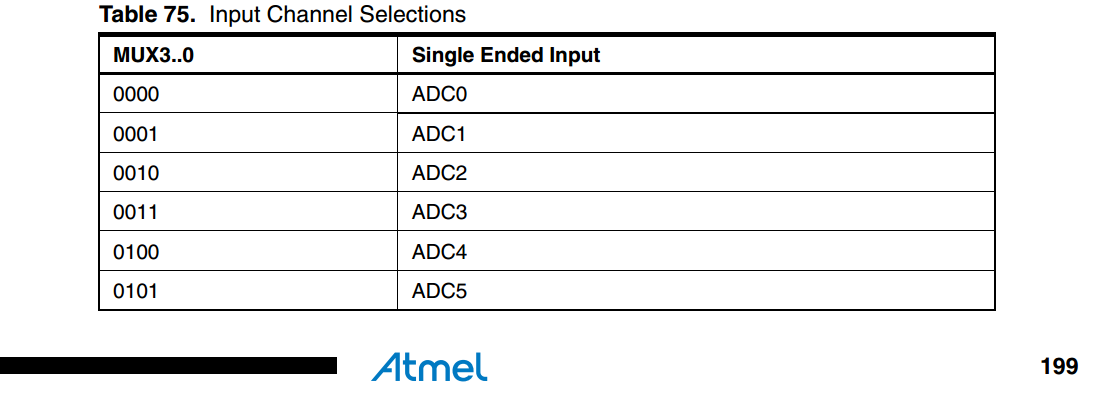 Table 75. Input Channel Selections
MUX3..0 Single Ended Input
0000 ADC0
0001 ADC1
0010 ADC2
0011 ADC3
0100 ADC4
0101 ADC5
Atmel 199